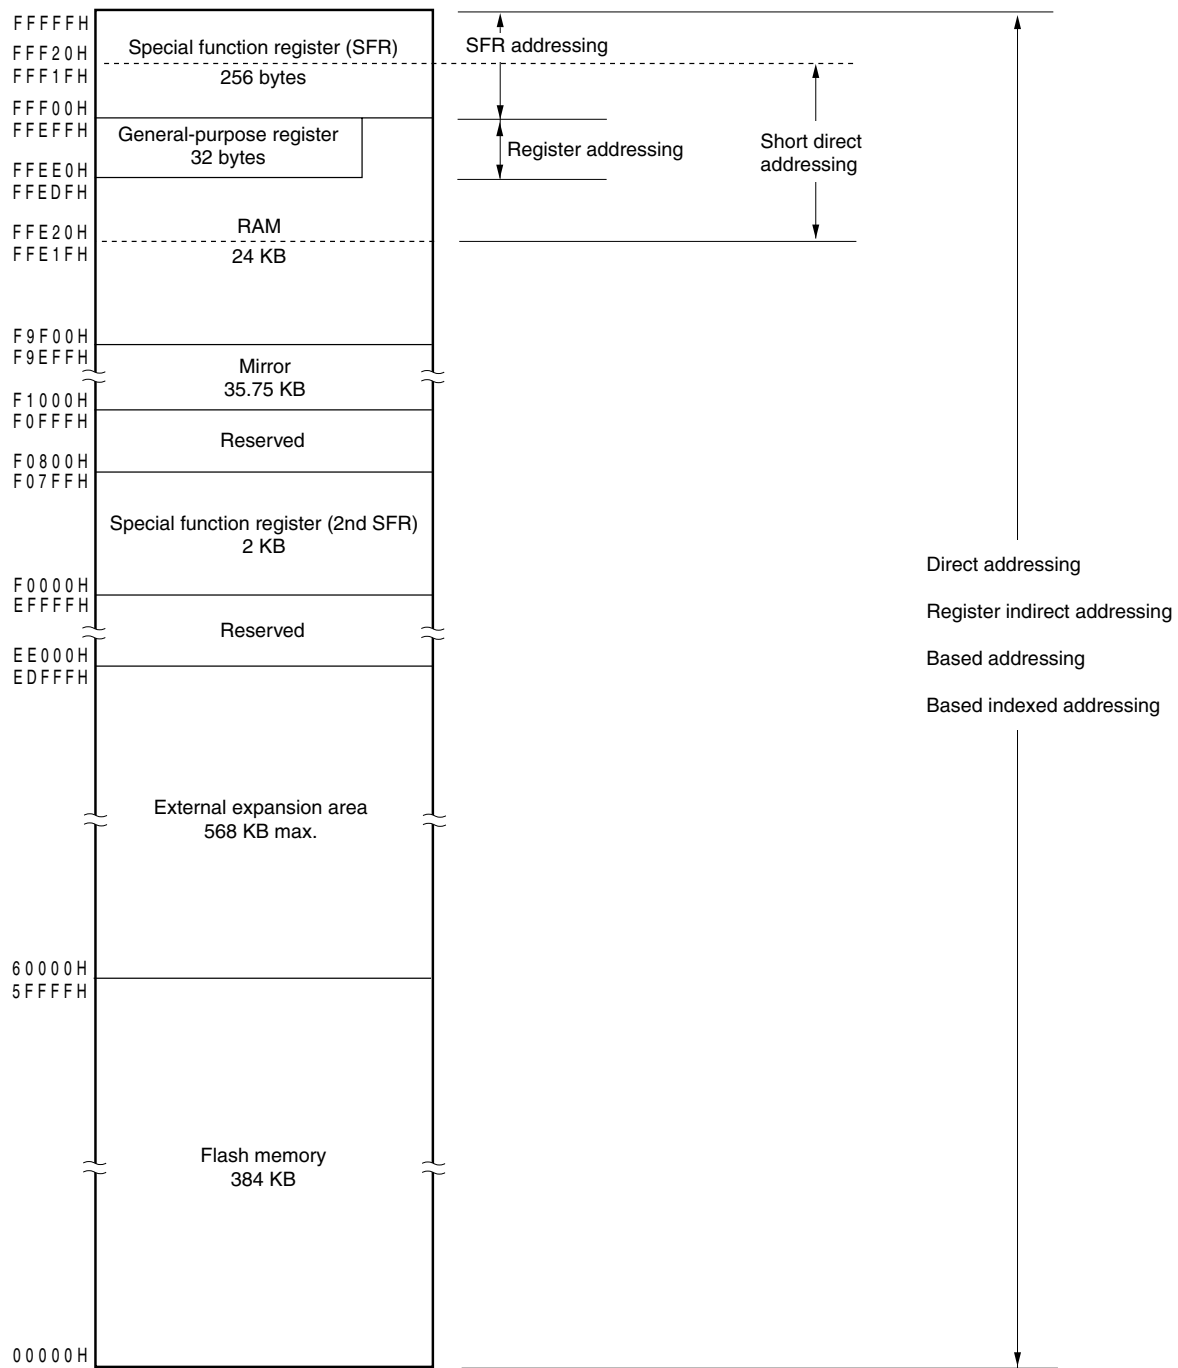 FFFFFH
FFF20H
FFF1FH
FFF00H
FFEFFH
FFEE0H
FFEDFH
FFE20H
FFE1FH
F9F00H
F9EFFH
F1000H
F0FFFH
F0800H
F07FFH
F0000H
EFFFFH
EE000H
EDFFFH
60000H
5FFFFH
00000H
Special function register (SFR)
256 bytes
General-purpose register
32 bytes
RAM
24 KB
Mirror
35.75 KB
Reserved
Special function register (2nd SFR)
2 KB
Reserved
External expansion area
568 KB max.
Flash memory
384 KB
SFR addressing
Register addressing
Short direct
addressing
Direct addressing
Register indirect addressing
Based addressing
Based indexed addressing